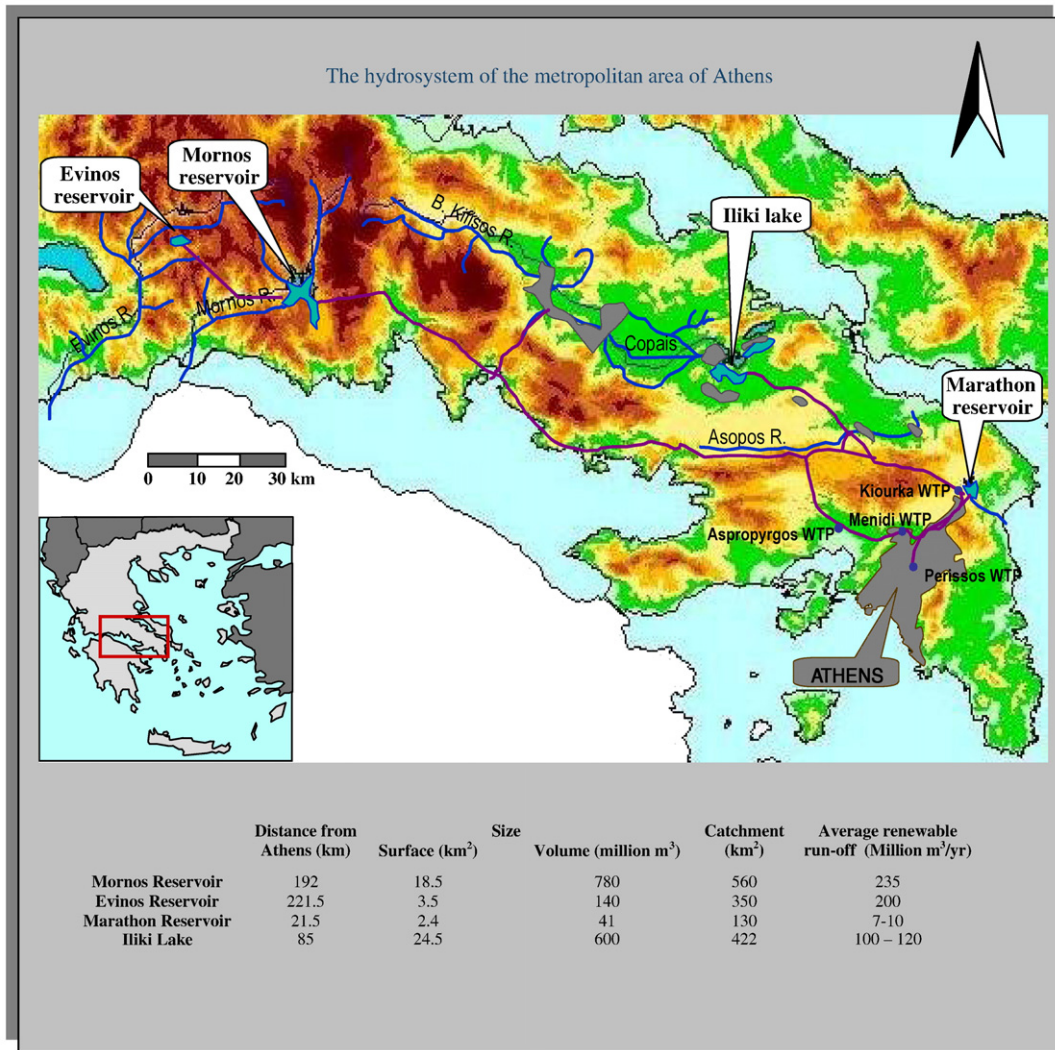 The hydrosystem of the metropolitan area of Athens
Evinos
reservoir
Mornos
reservoir
B. Kiffsos R.
Iliki lake
Evinos R.
Mornos R.
Copais
Marathon
reservoir
Asopos R.
0 10 20 30 km
Kiourka WTP
Menidi WTP
Aspropyrgos WTP
Perissos WTP
ATHENS
Distance from Size Catchment Average renewable
Athens (km) Surface (km²) Volume (million m³) (km²) run-off (Million m³/yr)
Mornos Reservoir 192 18.5 780 560 235
Evinos Reservoir 221.5 3.5 140 350 200
Marathon Reservoir 21.5 2.4 41 130 7-10
Iliki Lake 85 24.5 600 422 100 – 120